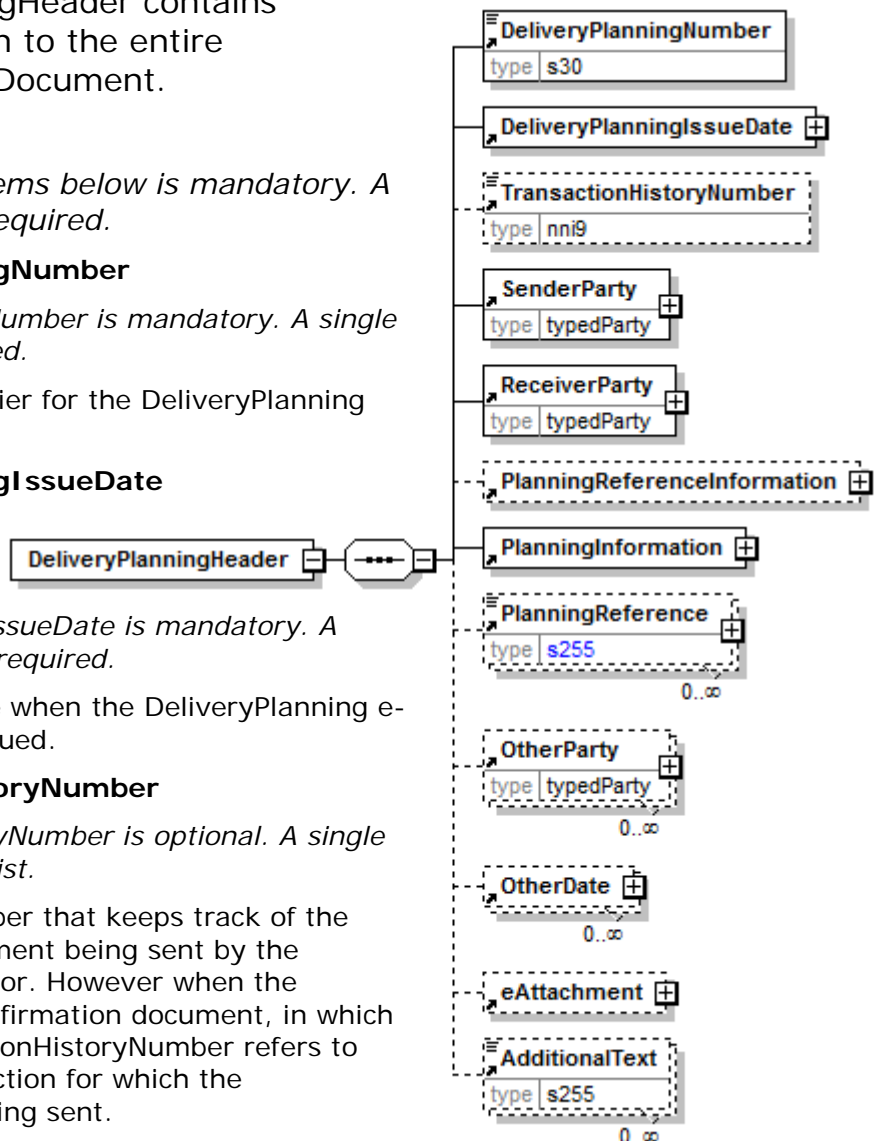 gHeader contains
n to the entire
Document.
ems below is mandatory. A
equired.
gNumber
Number is mandatory. A single
ed.
ier for the DeliveryPlanning
gIssueDate
ssueDate is mandatory. A
required.
when the DeliveryPlanning e-
ued.
oryNumber
yNumber is optional. A single
ist.
ber that keeps track of the
ment being sent by the
or. However when the
firmation document, in which
onHistoryNumber refers to
ction for which the
ing sent.
DeliveryPlanningHeader
DeliveryPlanningNumber
type s30
DeliveryPlanningIssueDate
TransactionHistoryNumber
type nni9
SenderParty
type typedParty
ReceiverParty
type typedParty
PlanningReferenceInformation
PlanningInformation
PlanningReference
type s255
0..∞
OtherParty
type typedParty
0..∞
OtherDate
0..∞
eAttachment
AdditionalText
type s255
0..∞